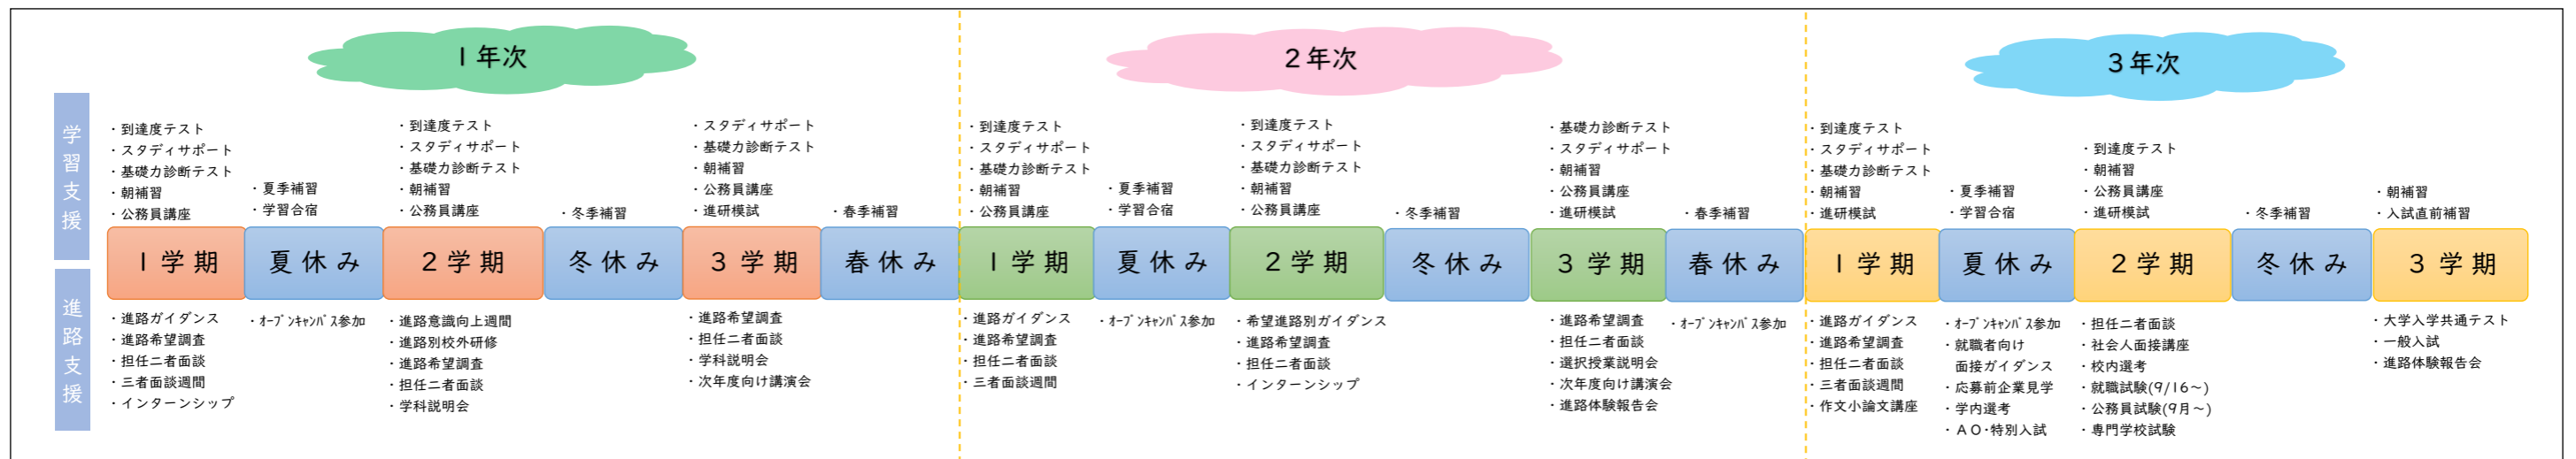 1年次
2年次
3年次
学習支援
・到達度テスト
・スタディサポート
・基礎力診断テスト
・朝補習
・公務員講座
・夏季補習
・学習合宿
・到達度テスト
・スタディサポート
・基礎力診断テスト
・朝補習
・公務員講座
・冬季補習
・スタディサポート
・基礎力診断テスト
・朝補習
・公務員講座
・進研模試
・春季補習
・到達度テスト
・スタディサポート
・基礎力診断テスト
・朝補習
・公務員講座
・夏季補習
・学習合宿
・到達度テスト
・スタディサポート
・基礎力診断テスト
・朝補習
・公務員講座
・冬季補習
・基礎力診断テスト
・スタディサポート
・朝補習
・公務員講座
・進研模試
・春季補習
・到達度テスト
・スタディサポート
・基礎力診断テスト
・朝補習
・進研模試
・夏季補習
・学習合宿
・到達度テスト
・朝補習
・公務員講座
・進研模試
・冬季補習
・朝補習
・入試直前補習
1学期
夏休み
2学期
冬休み
3学期
春休み
1学期
夏休み
2学期
冬休み
3学期
春休み
1学期
夏休み
2学期
冬休み
3学期
進路支援
・進路ガイダンス
・進路希望調査
・担任二者面談
・三者面談週間
・インターンシップ
・ｵｰﾌﾟﾝｷｬﾝﾊﾟｽ参加
・進路意識向上週間
・進路別校外研修
・進路希望調査
・担任二者面談
・学科説明会
・進路希望調査
・担任二者面談
・学科説明会
・次年度向け講演会
・進路ガイダンス
・進路希望調査
・担任二者面談
・三者面談週間
・ｵｰﾌﾟﾝｷｬﾝﾊﾟｽ参加
・希望進路別ガイダンス
・進路希望調査
・担任二者面談
・インターンシップ
・進路希望調査
・担任二者面談
・選択授業説明会
・次年度向け講演会
・進路体験報告会
・ｵｰﾌﾟﾝｷｬﾝﾊﾟｽ参加
・進路ガイダンス
・進路希望調査
・担任二者面談
・三者面談週間
・作文小論文講座
・ｵｰﾌﾟﾝｷｬﾝﾊﾟｽ参加
・就職者向け
面接ガイダンス
・応募前企業見学
・学内選考
・ＡＯ・特別入試
・担任二者面談
・社会人面接講座
・校内選考
・就職試験(9/16～)
・公務員試験(9月～)
・専門学校試験
・大学入学共通テスト
・一般入試
・進路体験報告会